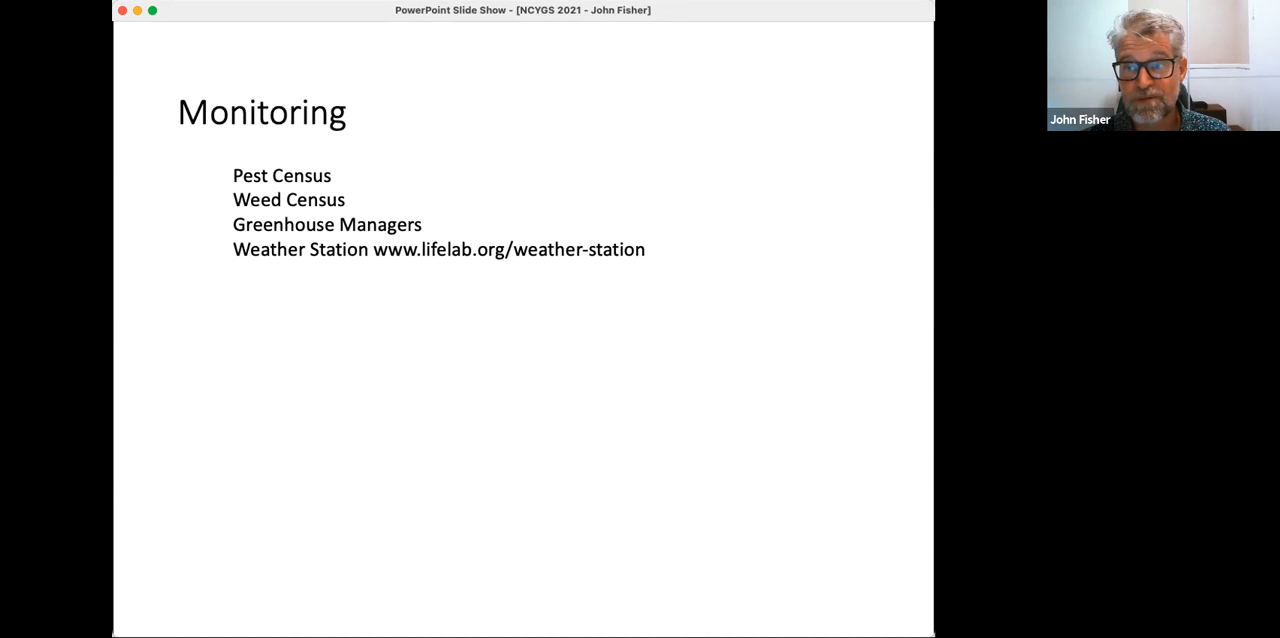 PowerPoint Slide Show - [NCYGS 2021 - John Fisher]
Monitoring
Pest Census
Weed Census
Greenhouse Managers
Weather Station www.lifelab.org/weather-station
John Fisher